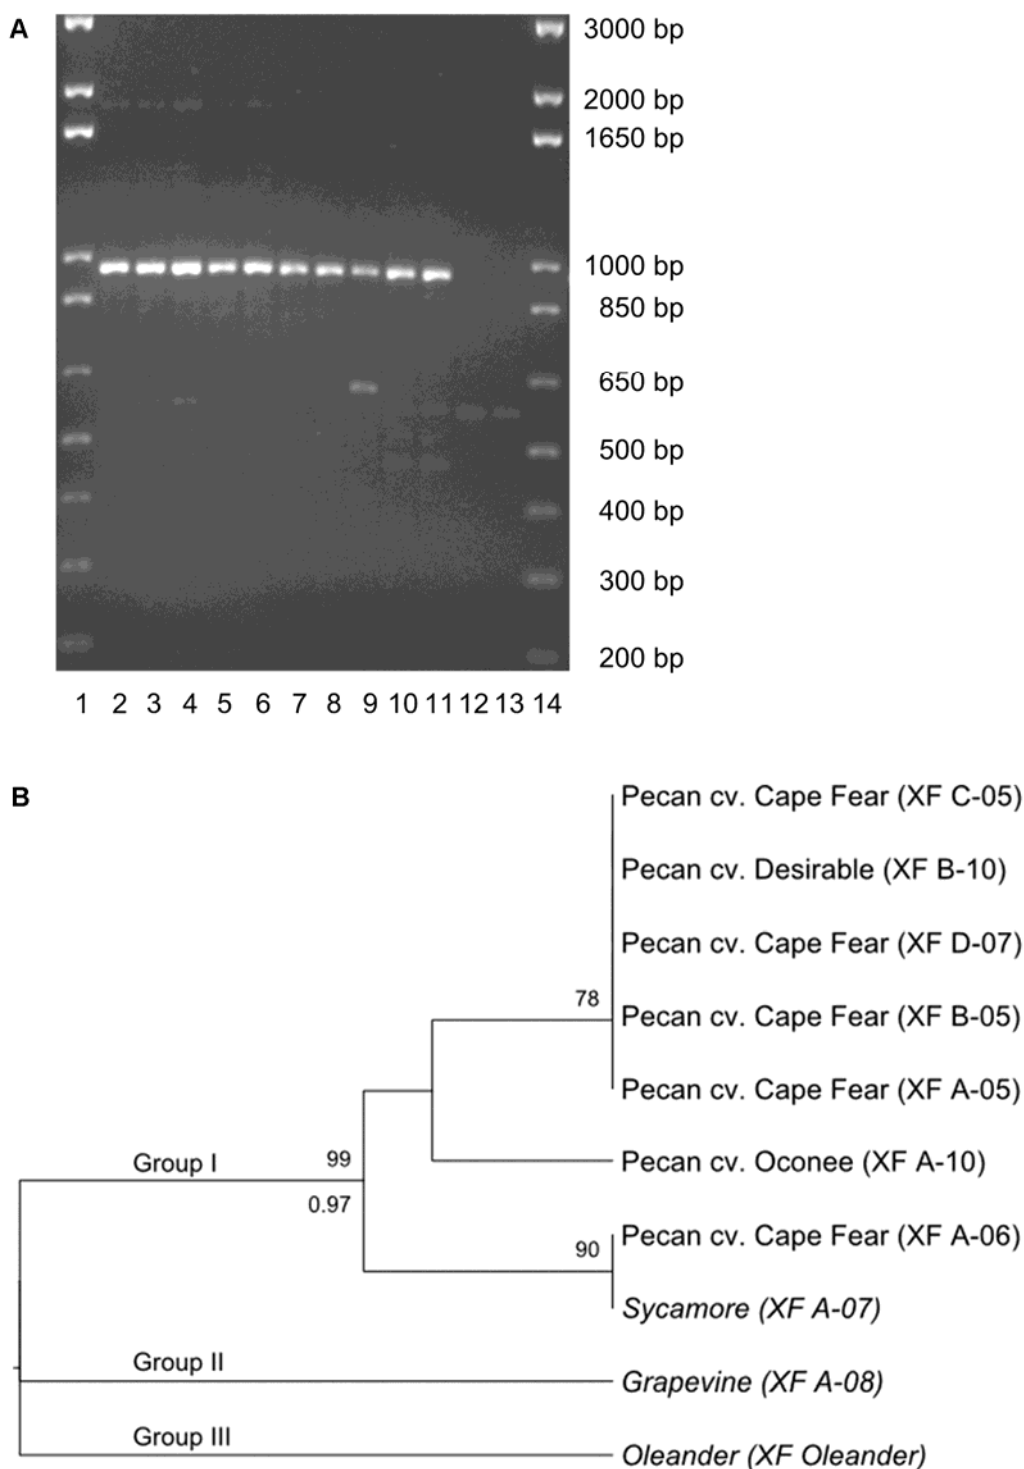 A
3000 bp
2000 bp
1650 bp
1000 bp
850 bp
650 bp
500 bp
400 bp
300 bp
200 bp
1 2 3 4 5 6 7 8 9 10 11 12 13 14
B
Pecan cv. Cape Fear (XF C-05)
Pecan cv. Desirable (XF B-10)
Pecan cv. Cape Fear (XF D-07)
78
Pecan cv. Cape Fear (XF B-05)
Pecan cv. Cape Fear (XF A-05)
Group I
99
Pecan cv. Oconee (XF A-10)
0.97
Pecan cv. Cape Fear (XF A-06)
90
Sycamore (XF A-07)
Group II
Grapevine (XF A-08)
Group III
Oleander (XF Oleander)